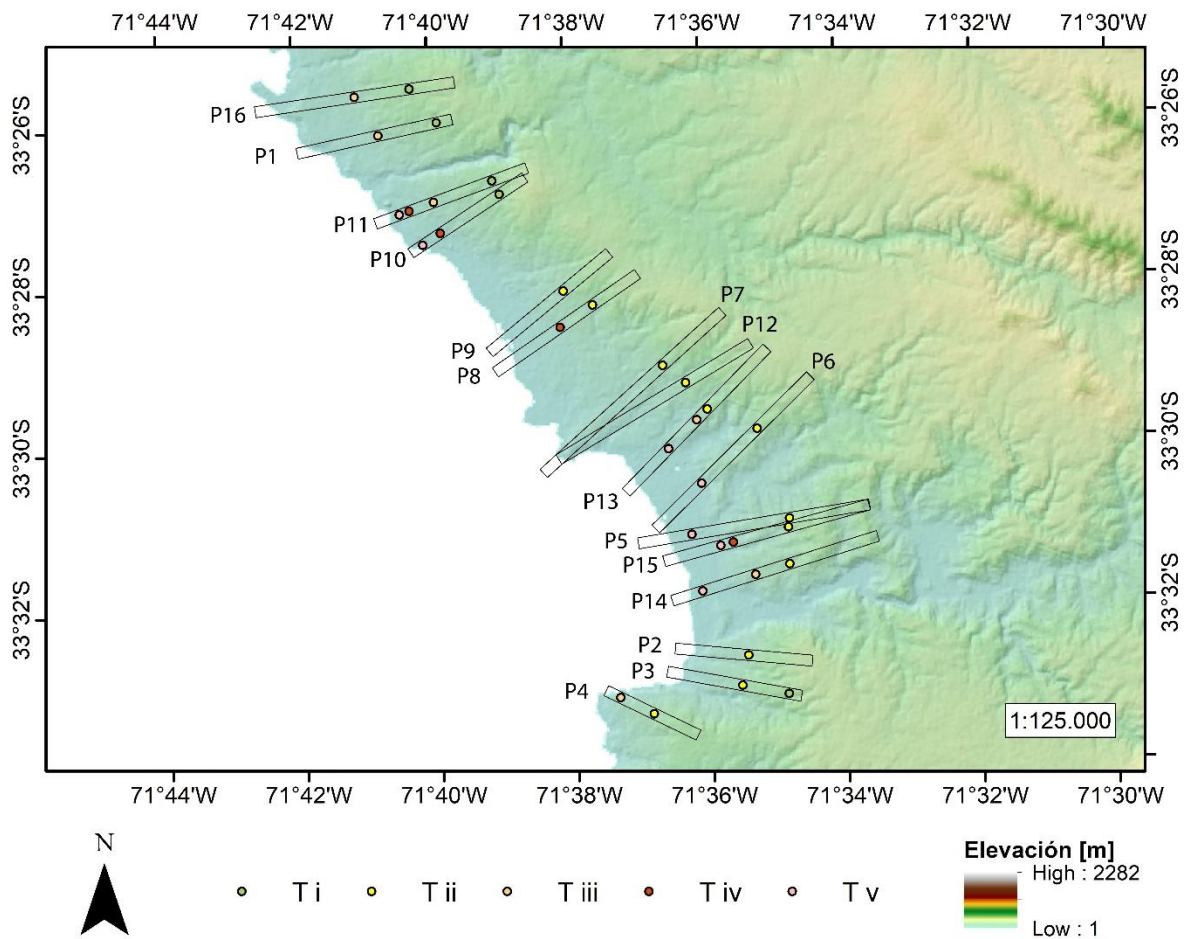 71°44'W 71°42'W 71°40'W 71°38'W 71°36'W 71°34'W 71°32'W 71°30'W
33°26'S
33°28'S
33°30'S
33°32'S
33°26'S
33°28'S
33°30'S
33°32'S
P16
P1
P11
P10
P9
P8
P7
P12
P6
P13
P5
P15
P14
P2
P3
P4
1:125.000
71°44'W 71°42'W 71°40'W 71°38'W 71°36'W 71°34'W 71°32'W 71°30'W
N
T i T ii T iii T iv T v
Elevación [m]
High : 2282
Low : 1